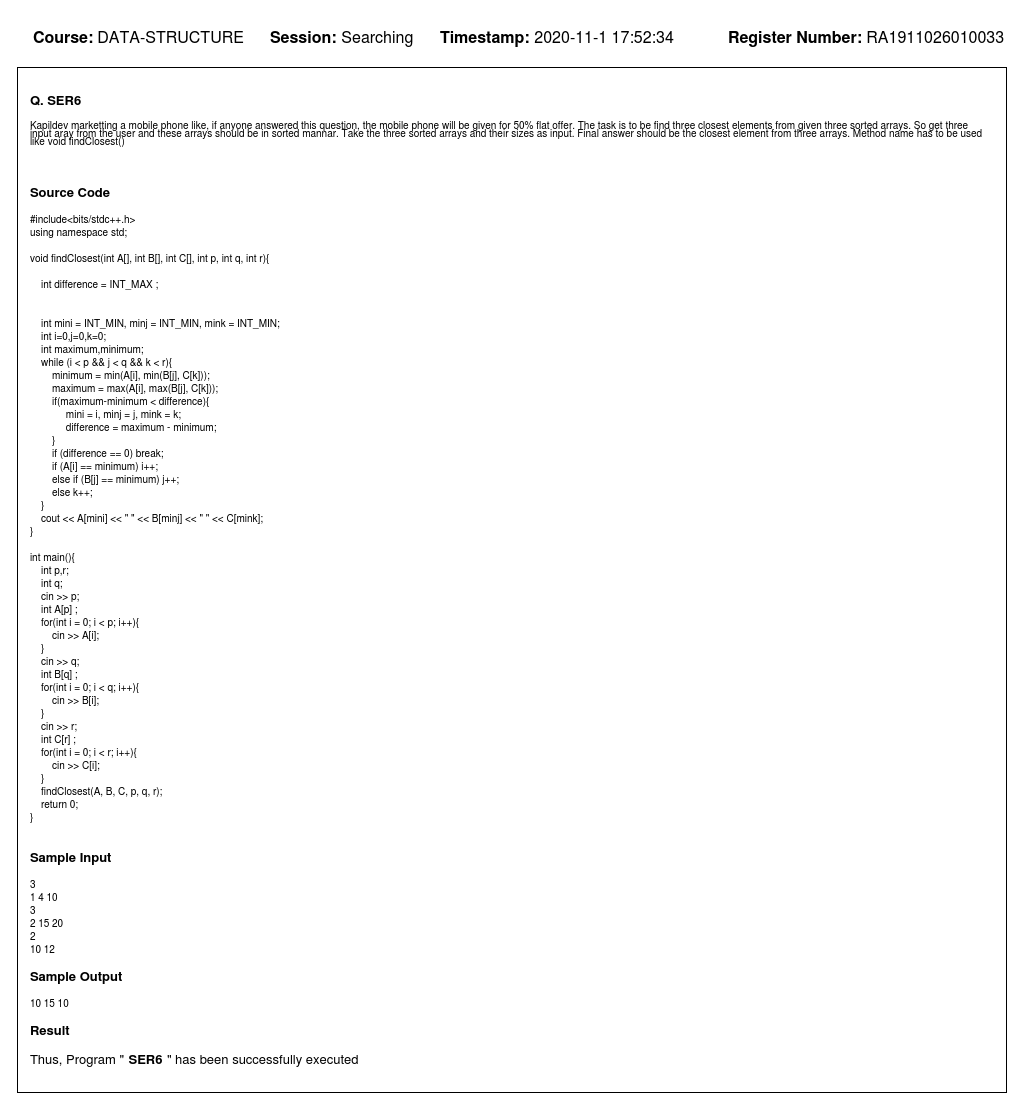 Course: DATA-STRUCTURE Session: Searching Timestamp: 2020-11-1 17:52:34 Register Number: RA1911026010033
Q. SER6
Kapildev marketting a mobile phone like, if anyone answered this question, the mobile phone will be given for 50% flat offer. The task is to be find three closest elements from given three sorted arrays. So get three
input aray from the user and these arrays should be in sorted mannar. Take the three sorted arrays and their sizes as input. Final answer should be the closest element from three arrays. Method name has to be used
like void findClosest()
Source Code
#include<bits/stdc++.h>
using namespace std;
void findClosest(int A[], int B[], int C[], int p, int q, int r){
int difference = INT_MAX ;
int mini = INT_MIN, minj = INT_MIN, mink = INT_MIN;
int i=0,j=0,k=0;
int maximum,minimum;
while (i < p && j < q && k < r){
minimum = min(A[i], min(B[j], C[k]));
maximum = max(A[i], max(B[j], C[k]));
if(maximum-minimum < difference){
mini = i, minj = j, mink = k;
difference = maximum - minimum;
}
if (difference == 0) break;
if (A[i] == minimum) i++;
else if (B[j] == minimum) j++;
else k++;
}
cout << A[mini] << " " << B[minj] << " " << C[mink];
}
int main(){
int p,r;
int q;
cin >> p;
int A[p] ;
for(int i = 0; i < p; i++){
cin >> A[i];
}
cin >> q;
int B[q] ;
for(int i = 0; i < q; i++){
cin >> B[i];
}
cin >> r;
int C[r] ;
for(int i = 0; i < r; i++){
cin >> C[i];
}
findClosest(A, B, C, p, q, r);
return 0;
}
Sample Input
3
1 4 10
3
2 15 20
2
10 12
Sample Output
10 15 10
Result
Thus, Program " SER6 " has been successfully executed